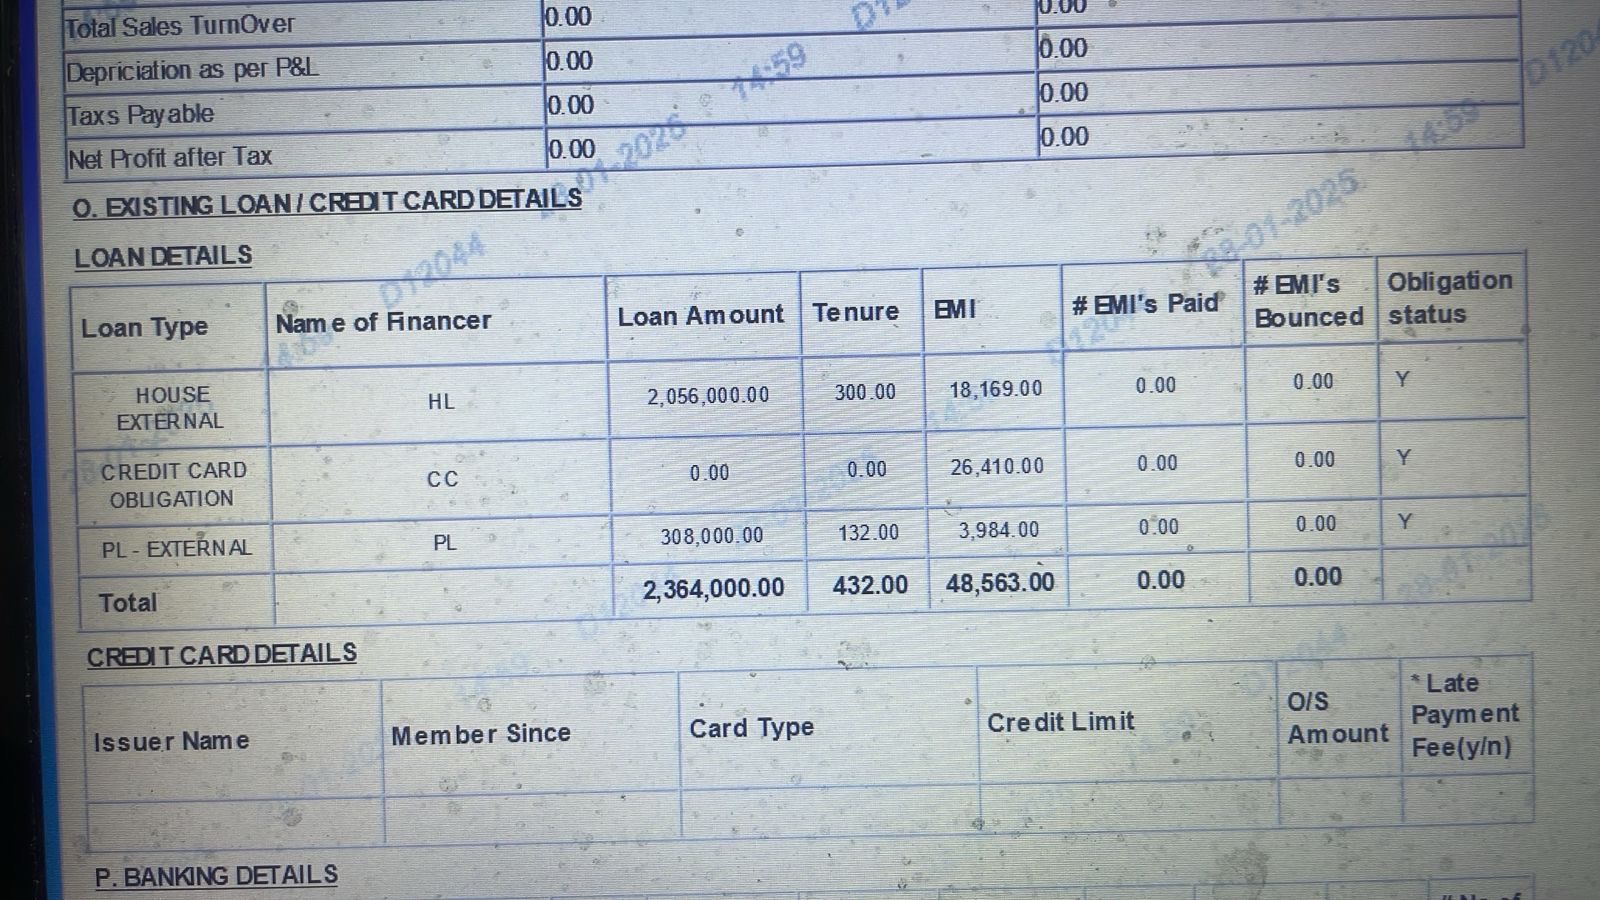 Total Sales TurnOver 0.00 0.00
Depriciation as per P&L 0.00 0.00
Taxs Payable 0.00 0.00
Net Profit after Tax 0.00 0.00
O. EXISTING LOAN / CREDIT CARD DETAILS
LOAN DETAILS
Loan Type Name of Financer Loan Amount Tenure EMI # EMI's Paid # EMI's Bounced Obligation status
HOUSE EXTERNAL HL 2,056,000.00 300.00 18,169.00 0.00 0.00 Y
CREDIT CARD OBLIGATION CC 0.00 0.00 26,410.00 0.00 0.00 Y
PL - EXTERNAL PL 308,000.00 132.00 3,984.00 0.00 0.00 Y
Total 2,364,000.00 432.00 48,563.00 0.00 0.00
CREDIT CARD DETAILS
Issuer Name Member Since Card Type Credit Limit O/S Amount * Late Payment Fee(y/n)
P. BANKING DETAILS
14:59
D12044
28-01-2025
14:59